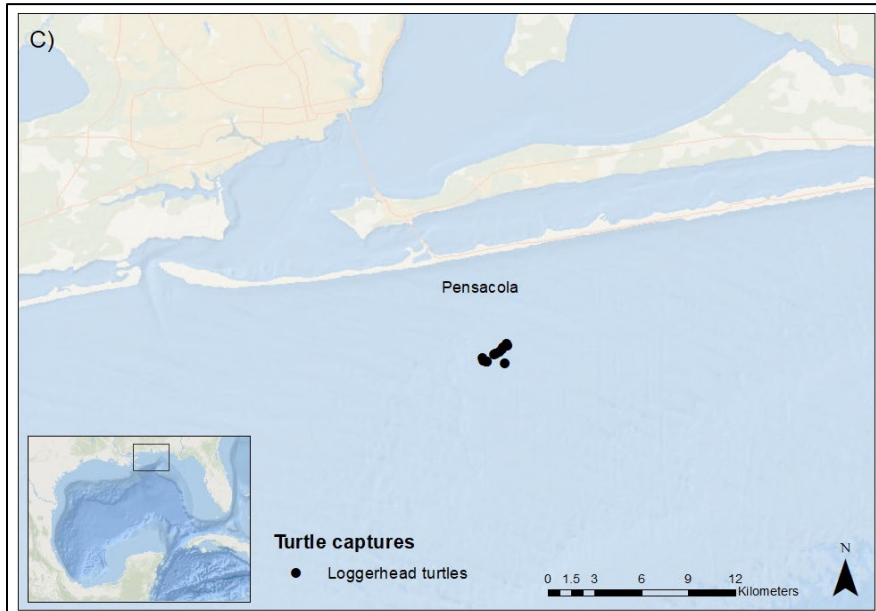 C)
Pensacola
Turtle captures
Loggerhead turtles
N
0 1.5 3 6 9 12
Kilometers